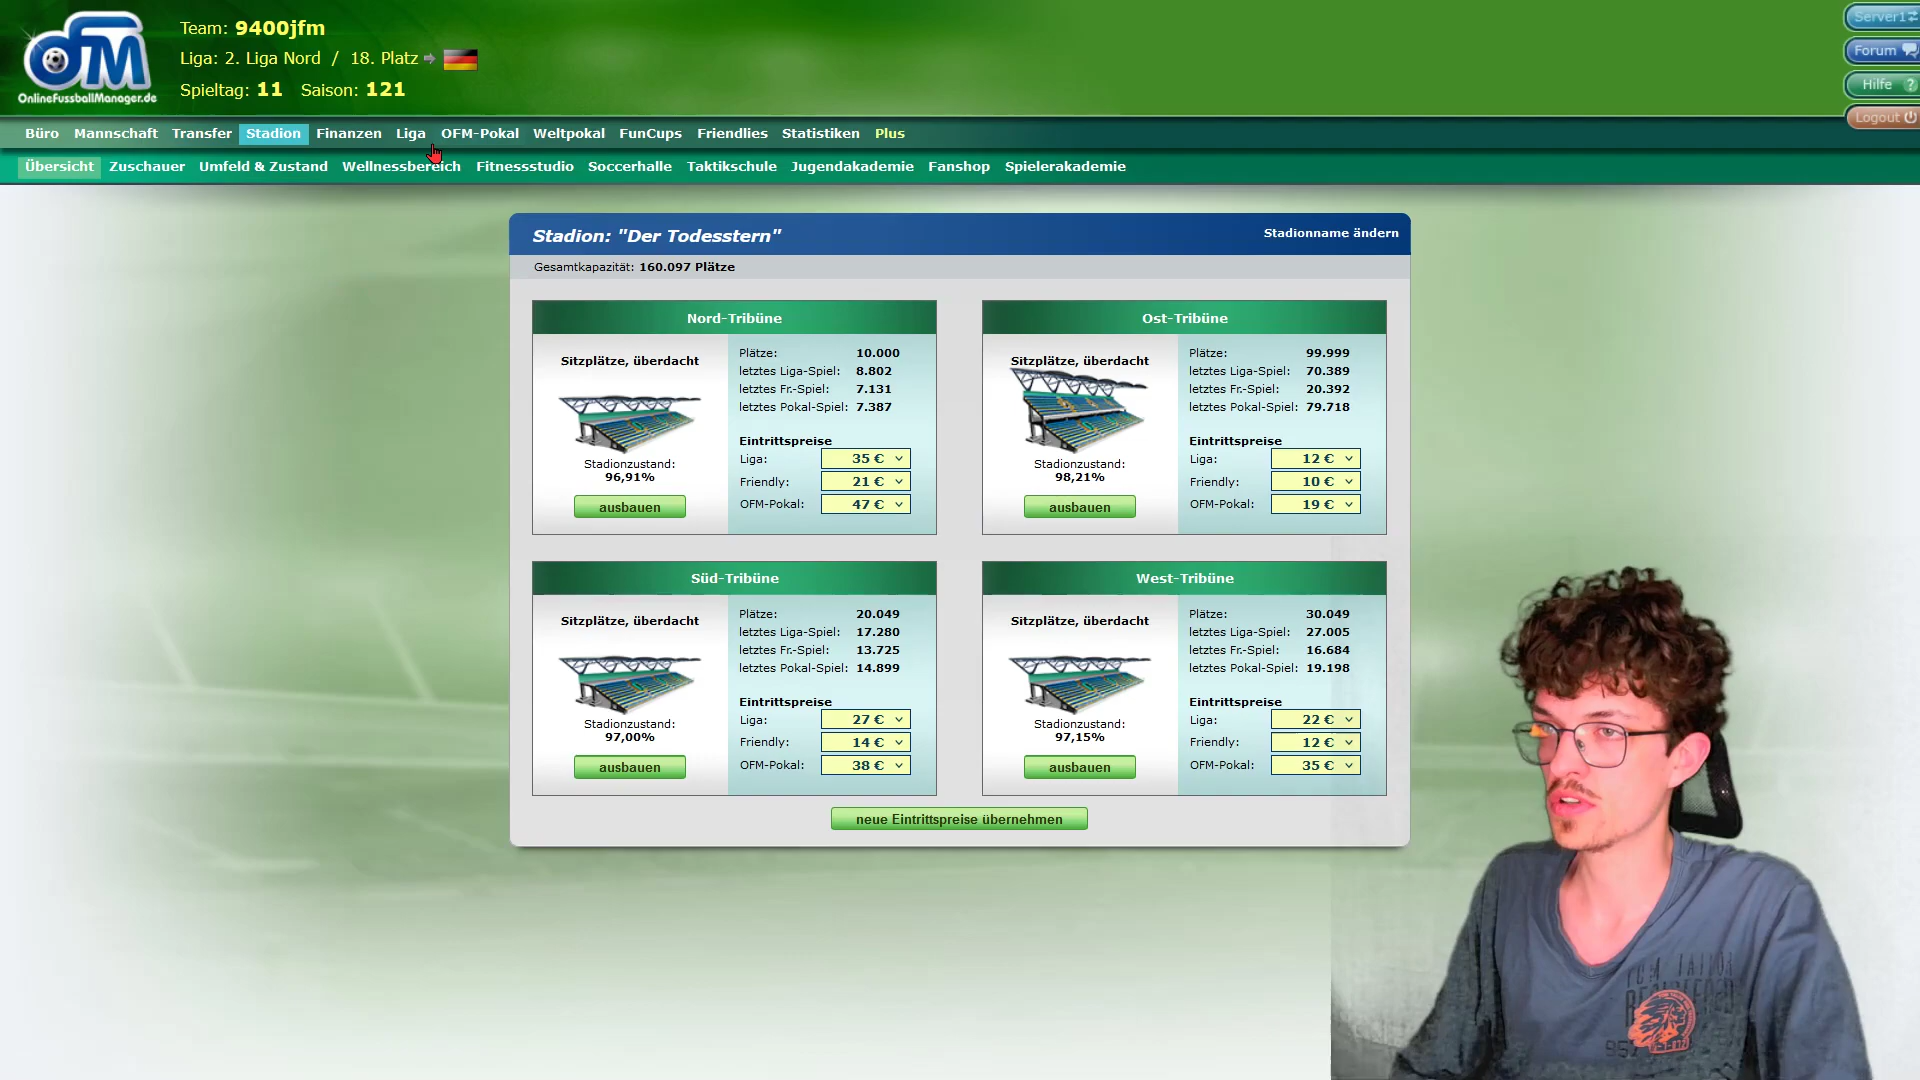 OFM
OnlineFussballManager.de
Team: 9400jfm
Liga: 2. Liga Nord / 18. Platz
Spieltag: 11 Saison: 121
Server1
Forum
Hilfe ?
Logout
Büro Mannschaft Transfer Stadion Finanzen Liga OFM-Pokal Weltpokal FunCups Friendlies Statistiken Plus
Übersicht Zuschauer Umfeld & Zustand Wellnessbereich Fitnessstudio Soccerhalle Taktikschule Jugendakademie Fanshop Spielerakademie
Stadion: "Der Todesstern"
Stadionname ändern
Gesamtkapazität: 160.097 Plätze
Nord-Tribüne
Sitzplätze, überdacht
Stadionzustand:
96,91%
ausbauen
Plätze: 10.000
letztes Liga-Spiel: 8.802
letztes Fr.-Spiel: 7.131
letztes Pokal-Spiel: 7.387
Eintrittspreise
Liga: 35 €
Friendly: 21 €
OFM-Pokal: 47 €
Ost-Tribüne
Sitzplätze, überdacht
Stadionzustand:
98,21%
ausbauen
Plätze: 99.999
letztes Liga-Spiel: 70.389
letztes Fr.-Spiel: 20.392
letztes Pokal-Spiel: 79.718
Eintrittspreise
Liga: 12 €
Friendly: 10 €
OFM-Pokal: 19 €
Süd-Tribüne
Sitzplätze, überdacht
Stadionzustand:
97,00%
ausbauen
Plätze: 20.049
letztes Liga-Spiel: 17.280
letztes Fr.-Spiel: 13.725
letztes Pokal-Spiel: 14.899
Eintrittspreise
Liga: 27 €
Friendly: 14 €
OFM-Pokal: 38 €
West-Tribüne
Sitzplätze, überdacht
Stadionzustand:
97,15%
ausbauen
Plätze: 30.049
letztes Liga-Spiel: 27.005
letztes Fr.-Spiel: 16.684
letztes Pokal-Spiel: 19.198
Eintrittspreise
Liga: 22 €
Friendly: 12 €
OFM-Pokal: 35 €
neue Eintrittspreise übernehmen
TOM TAILOR